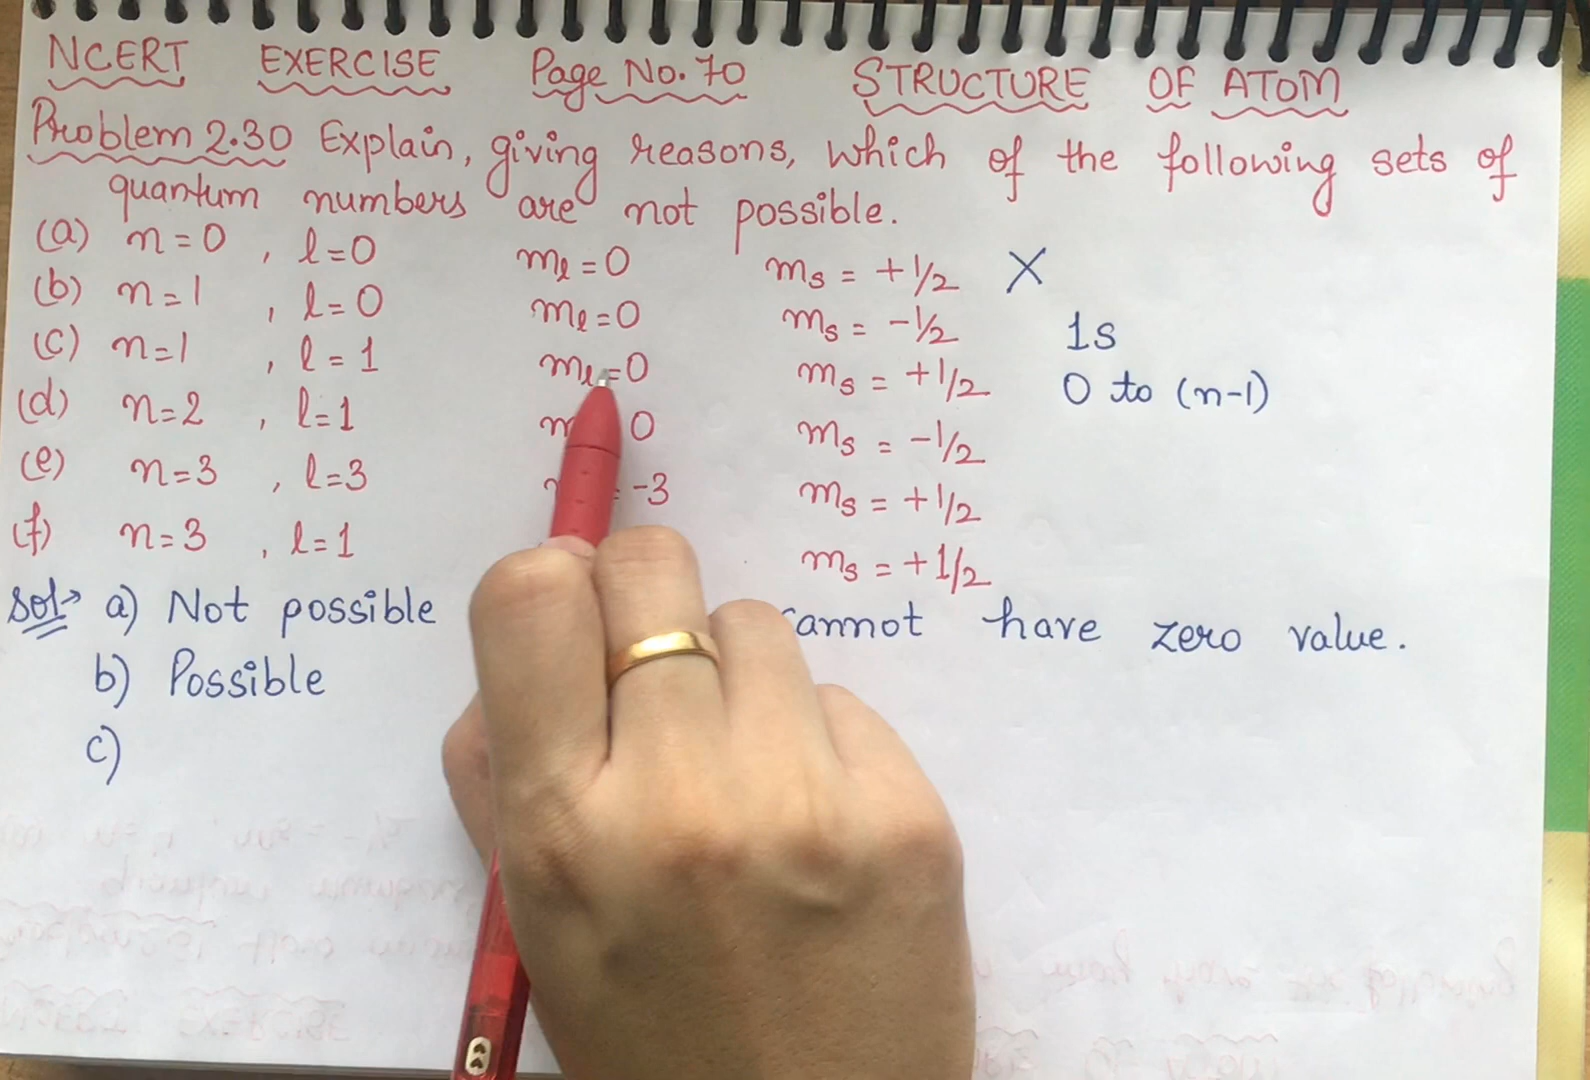 NCERT EXERCISE Page No. 70 STRUCTURE OF ATOM
Problem 2.30 Explain, giving reasons, which of the following sets of
quantum numbers are not possible.
(a) n=0 , l=0 mₗ=0 mₛ = +1/2 X
(b) n=1 , l=0 mₗ=0 mₛ = -1/2 1s
(c) n=1 , l=1 mₗ=0 mₛ = +1/2 0 to (n-1)
(d) n=2 , l=1 m 0 mₛ = -1/2
(e) n=3 , l=3 = -3 mₛ = +1/2
(f) n=3 , l=1 mₛ = +1/2
Sol→ a) Not possible cannot have zero value.
b) Possible
c)